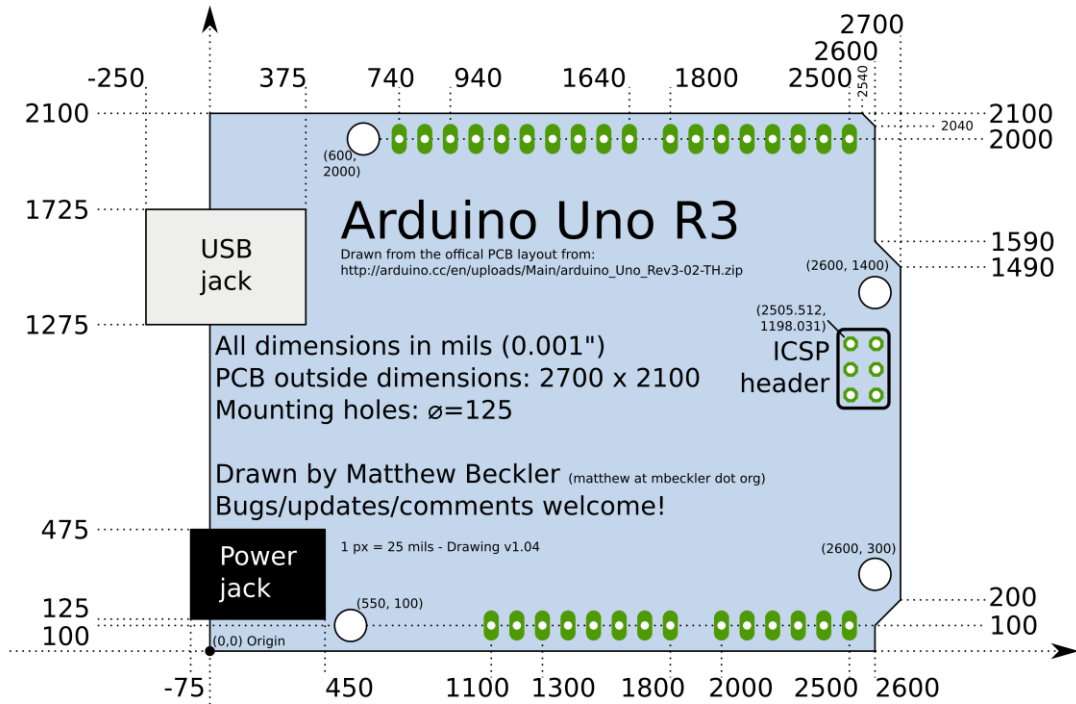 2700
2600
-250 375 740 940 1640 1800 2500 2540
2100 2100
2040
2000
(600,
2000)
1725
Arduino Uno R3
USB
jack
Drawn from the offical PCB layout from:
http://arduino.cc/en/uploads/Main/arduino_Uno_Rev3-02-TH.zip
1590
1490
(2600, 1400)
(2505.512,
1198.031)
1275
ICSP
header
All dimensions in mils (0.001")
PCB outside dimensions: 2700 x 2100
Mounting holes: ⌀=125
Drawn by Matthew Beckler (matthew at mbeckler dot org)
Bugs/updates/comments welcome!
475
Power
jack
1 px = 25 mils - Drawing v1.04
(2600, 300)
(550, 100)
125 200
100 100
(0,0) Origin
-75 450 1100 1300 1800 2000 2500 2600